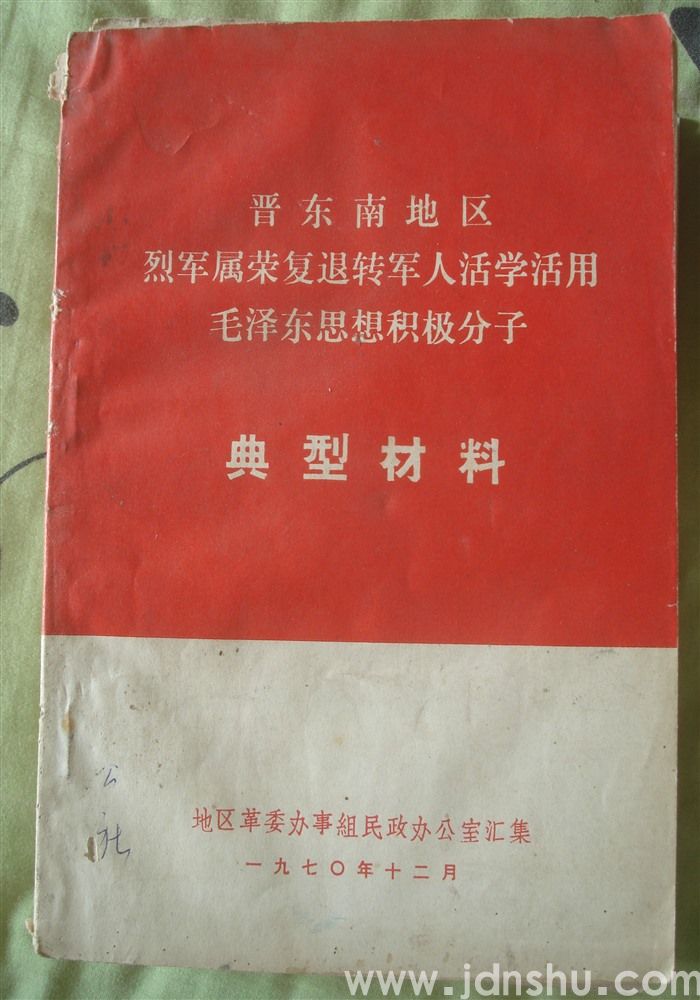 晋东南地区
烈军属荣复退转军人活学活用
毛泽东思想积极分子
典型材料
公
社
地区革委办事組民政办公室汇集
一九七〇年十二月
www.jdnshu.com